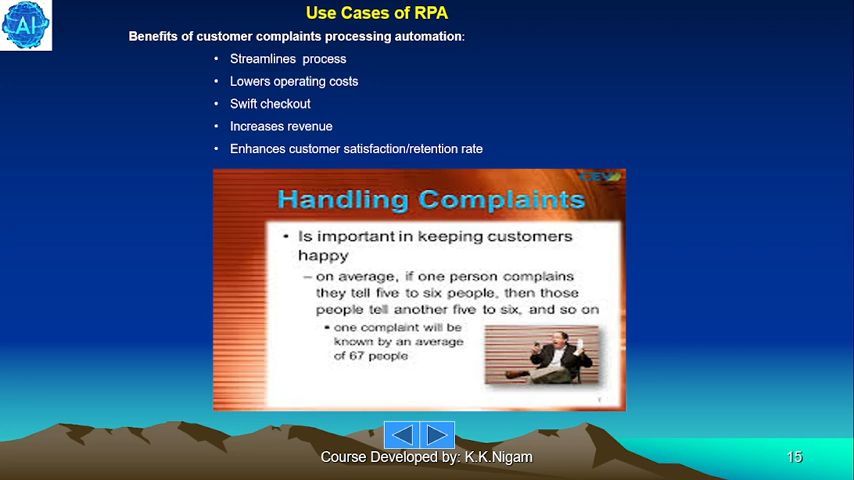 AI
Use Cases of RPA
Benefits of customer complaints processing automation:
• Streamlines process
• Lowers operating costs
• Swift checkout
• Increases revenue
• Enhances customer satisfaction/retention rate
Handling Complaints
• Is important in keeping customers
happy
– on average, if one person complains
they tell five to six people, then those
people tell another five to six, and so on
▪ one complaint will be
known by an average
of 67 people
Course Developed by: K.K.Nigam
15